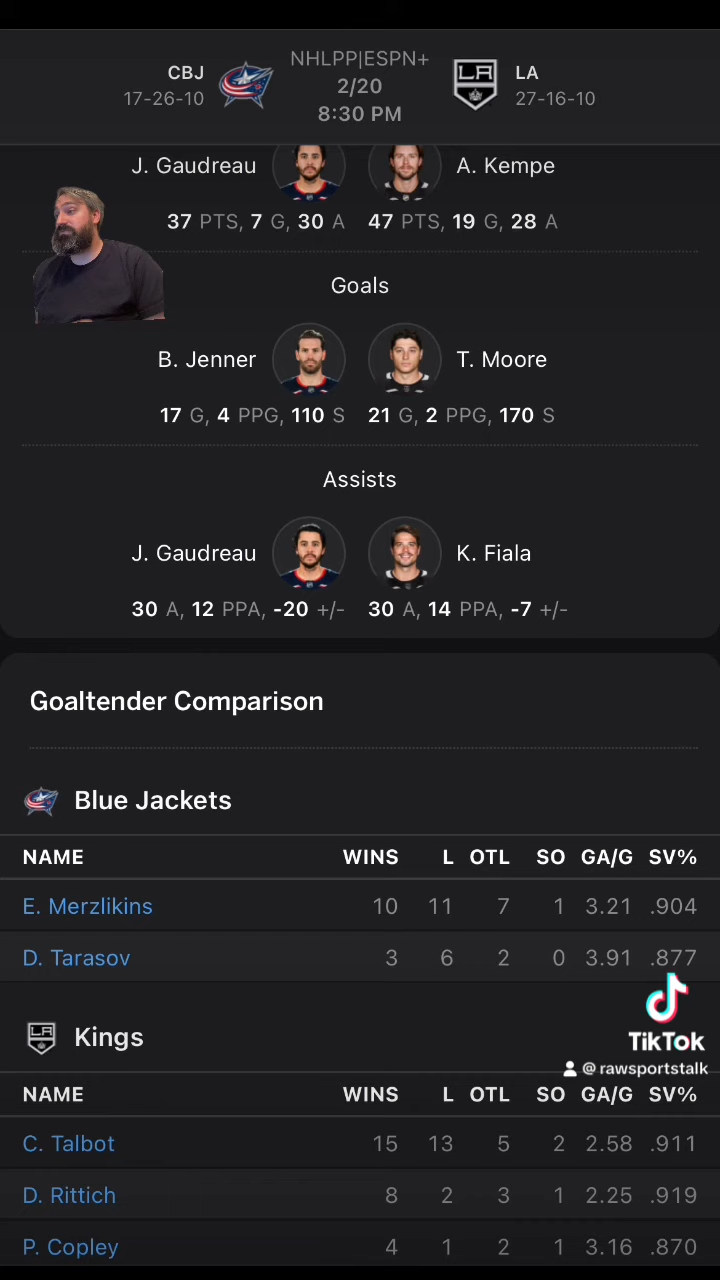 NHLPP|ESPN+
CBJ
2/20
LA
17-26-10
8:30 PM
27-16-10
J. Gaudreau
A. Kempe
37 PTS, 7 G, 30 A
47 PTS, 19 G, 28 A
Goals
B. Jenner
T. Moore
17 G, 4 PPG, 110 S
21 G, 2 PPG, 170 S
Assists
J. Gaudreau
K. Fiala
30 A, 12 PPA, -20 +/-
30 A, 14 PPA, -7 +/-
Goaltender Comparison
Blue Jackets
NAME WINS L OTL SO GA/G SV%
E. Merzlikins 10 11 7 1 3.21 .904
D. Tarasov 3 6 2 0 3.91 .877
LA
Kings
TikTok
@rawsportstalk
NAME WINS L OTL SO GA/G SV%
C. Talbot 15 13 5 2 2.58 .911
D. Rittich 8 2 3 1 2.25 .919
P. Copley 4 1 2 1 3.16 .870